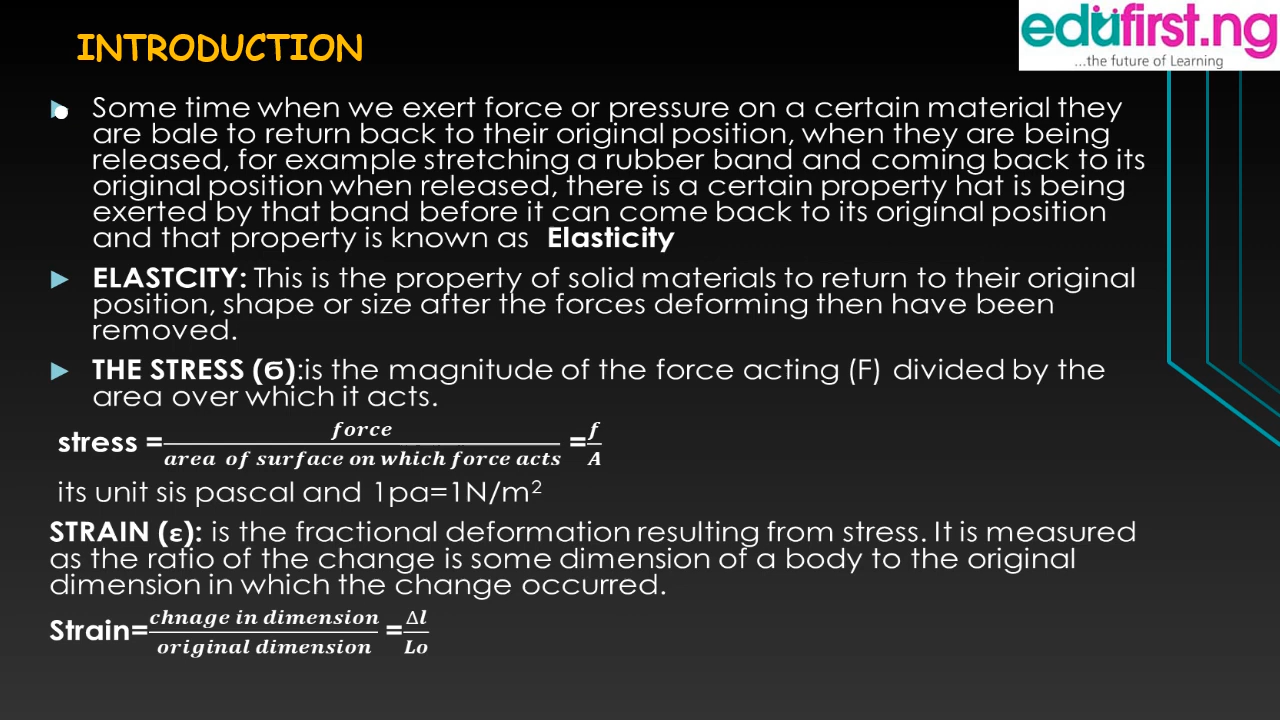 INTRODUCTION
edufirst.ng
...the future of Learning
Some time when we exert force or pressure on a certain material they
are bale to return back to their original position, when they are being
released, for example stretching a rubber band and coming back to its
original position when released, there is a certain property hat is being
exerted by that band before it can come back to its original position
and that property is known as Elasticity
ELASTCITY: This is the property of solid materials to return to their original
position, shape or size after the forces deforming then have been
removed.
THE STRESS (б):is the magnitude of the force acting (F) divided by the
area over which it acts.
stress = force / area of surface on which force acts = f / A
its unit sis pascal and 1pa=1N/m²
STRAIN (ε): is the fractional deformation resulting from stress. It is measured
as the ratio of the change is some dimension of a body to the original
dimension in which the change occurred.
Strain= chnage in dimension / original dimension = Δl / Lo